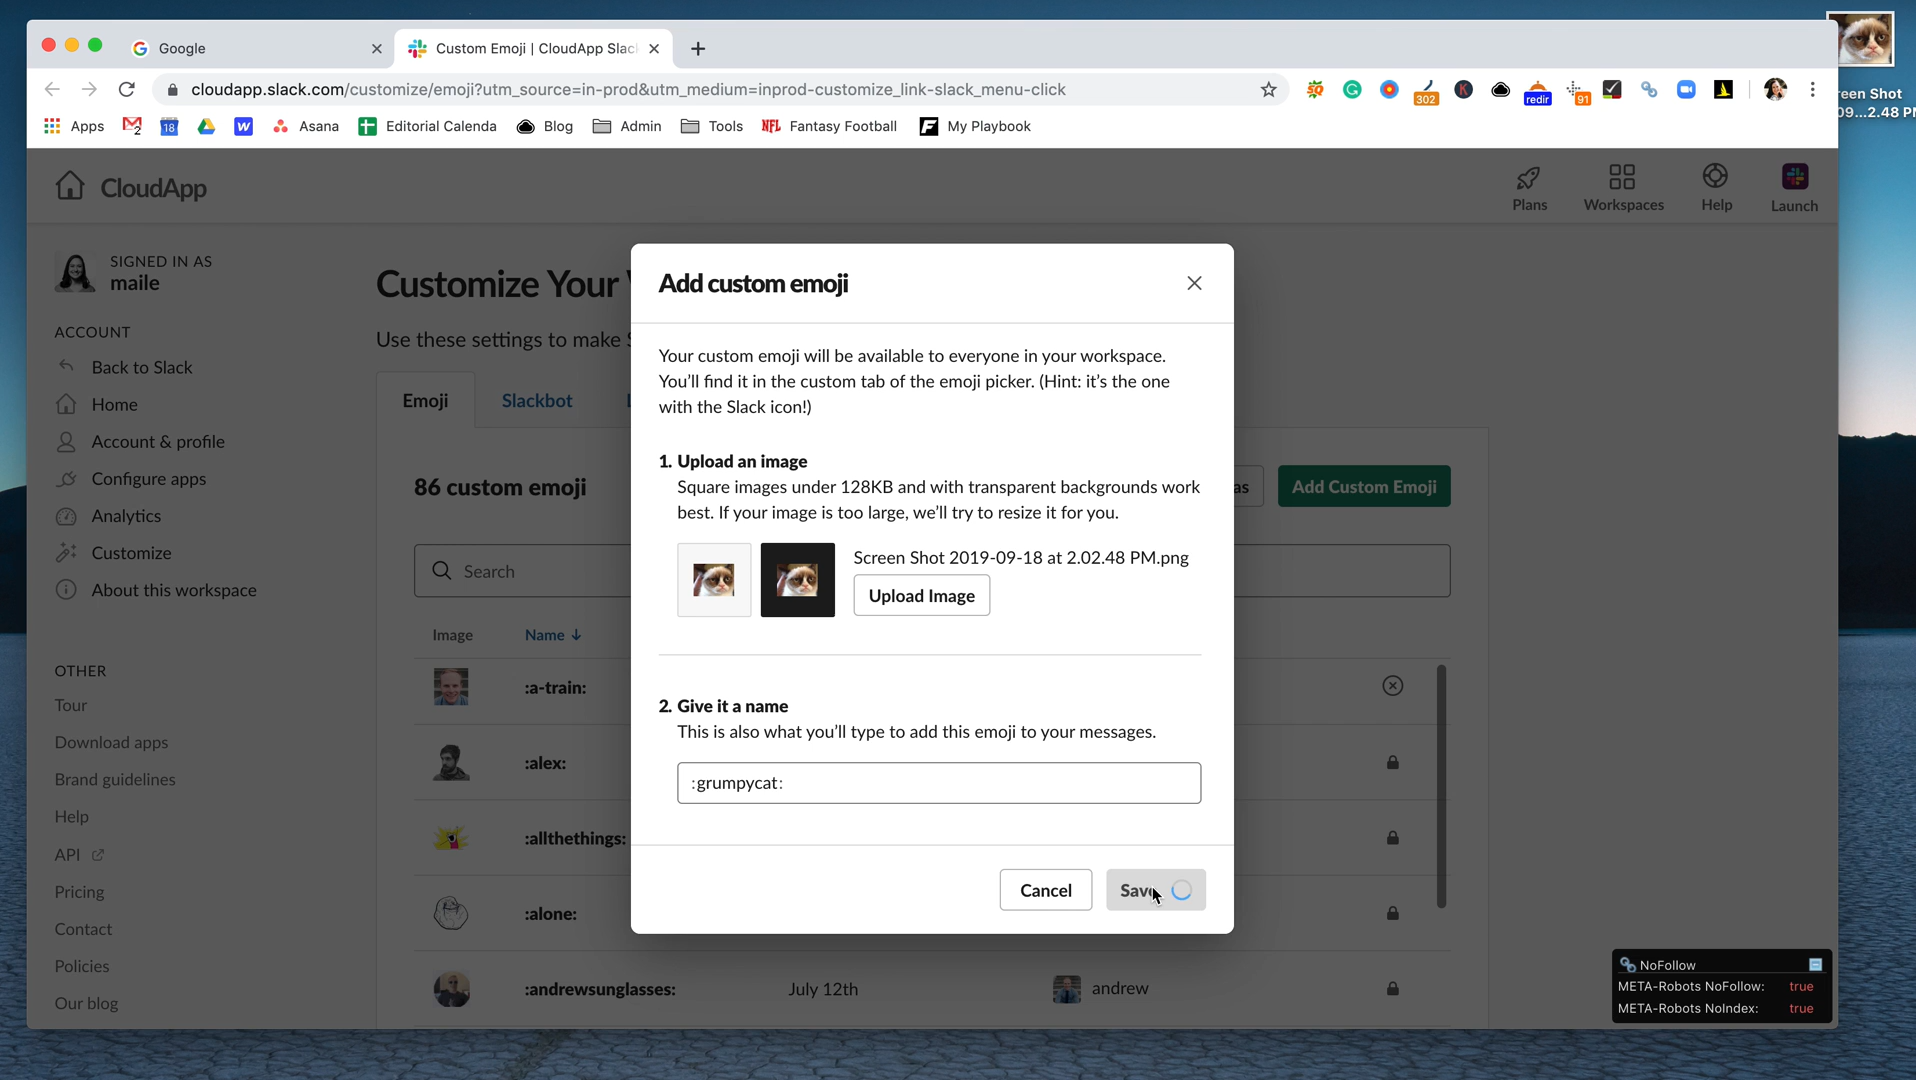 Google
Custom Emoji | CloudApp Slac
reen Shot
09...2.48 PM
cloudapp.slack.com/customize/emoji?utm_source=in-prod&utm_medium=inprod-customize_link-slack_menu-click
302
redir
91
Apps
2
18
W
Asana
Editorial Calenda
Blog
Admin
Tools
NFL Fantasy Football
My Playbook
CloudApp
Plans
Workspaces
Help
Launch
SIGNED IN AS
maile
ACCOUNT
Back to Slack
Home
Account & profile
Configure apps
Analytics
Customize
About this workspace
OTHER
Tour
Download apps
Brand guidelines
Help
API
Pricing
Contact
Policies
Our blog
Customize Your
Use these settings to make
Emoji
Slackbot
86 custom emoji
as
Add Custom Emoji
Search
Image
Name ↓
:a-train:
:alex:
:allthethings:
:alone:
:andrewsunglasses:
July 12th
andrew
Add custom emoji
Your custom emoji will be available to everyone in your workspace.
You'll find it in the custom tab of the emoji picker. (Hint: it's the one
with the Slack icon!)
1. Upload an image
Square images under 128KB and with transparent backgrounds work
best. If your image is too large, we'll try to resize it for you.
Screen Shot 2019-09-18 at 2.02.48 PM.png
Upload Image
2. Give it a name
This is also what you'll type to add this emoji to your messages.
:grumpycat:
Cancel
Save
NoFollow
META-Robots NoFollow: true
META-Robots NoIndex: true